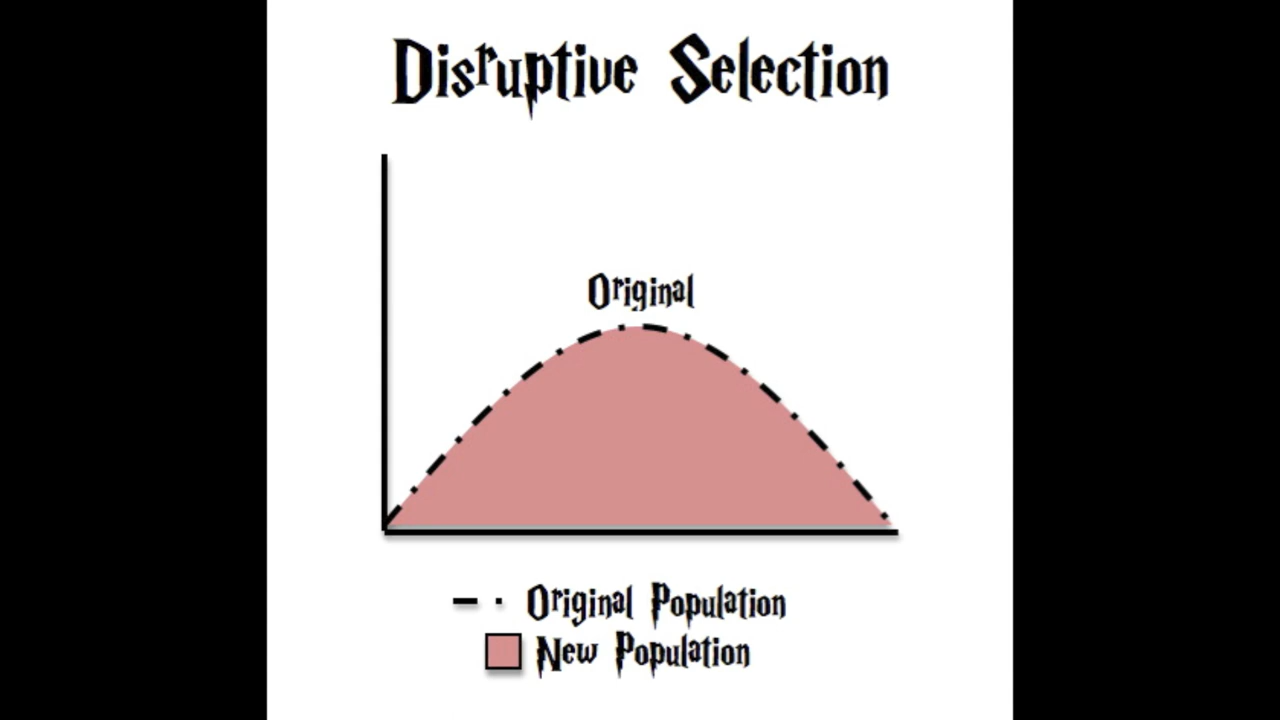 Disruptive Selection
Original
Original Population
New Population